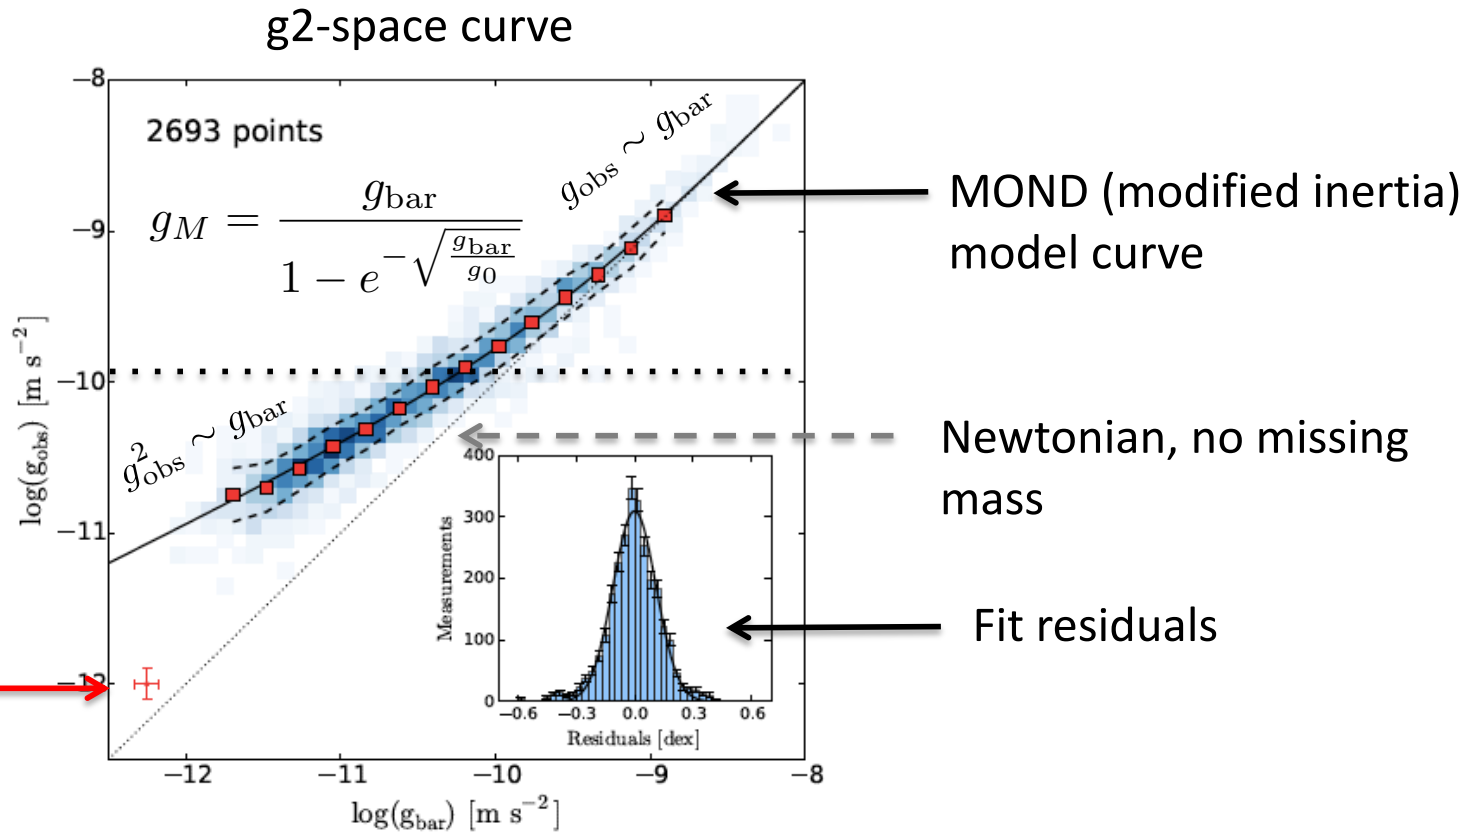 g2-space curve
−8
2693 points
g_obs ∼ g_bar
g_M = g_bar / (1 − e^{−√(g_bar/g_0)})
MOND (modified inertia)
model curve
−9
−10
log(g_obs) [m s^−2]
g^2_obs ∼ g_bar
Newtonian, no missing
mass
−11
400
300
200
100
0
Measurements
−0.6 −0.3 0.0 0.3 0.6
Residuals [dex]
Fit residuals
−12
−12 −11 −10 −9 −8
log(g_bar) [m s^−2]